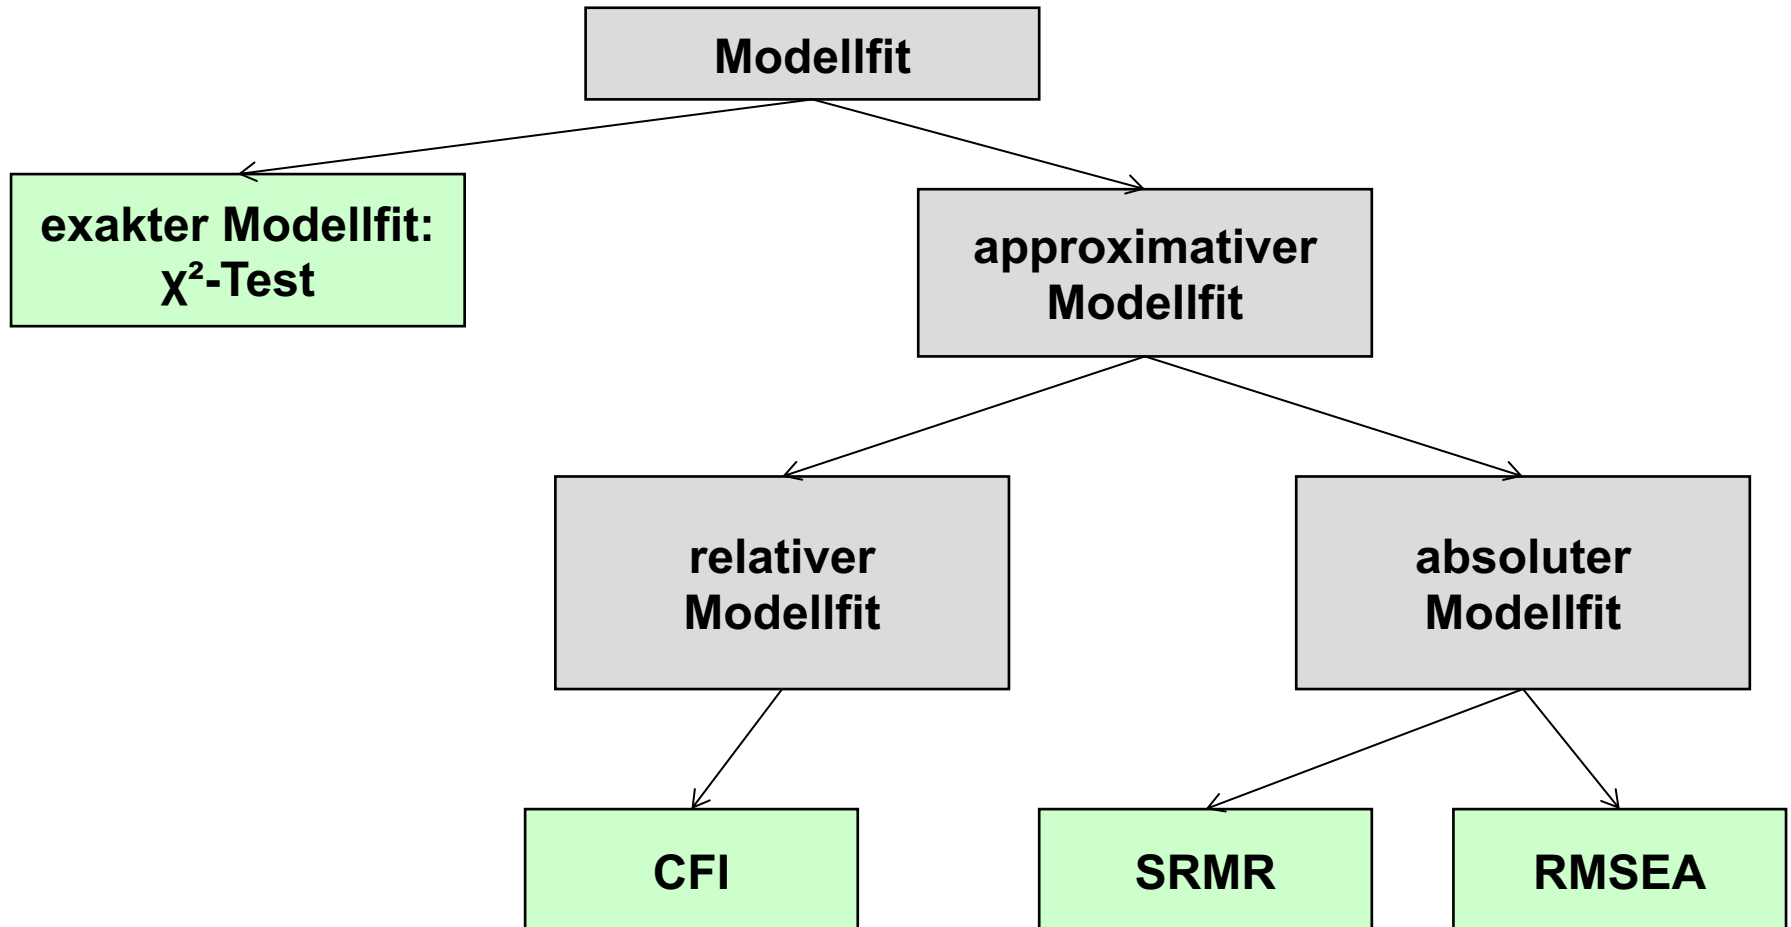 Modellfit
exakter Modellfit:
χ²-Test
approximativer
Modellfit
relativer
Modellfit
absoluter
Modellfit
CFI
SRMR
RMSEA